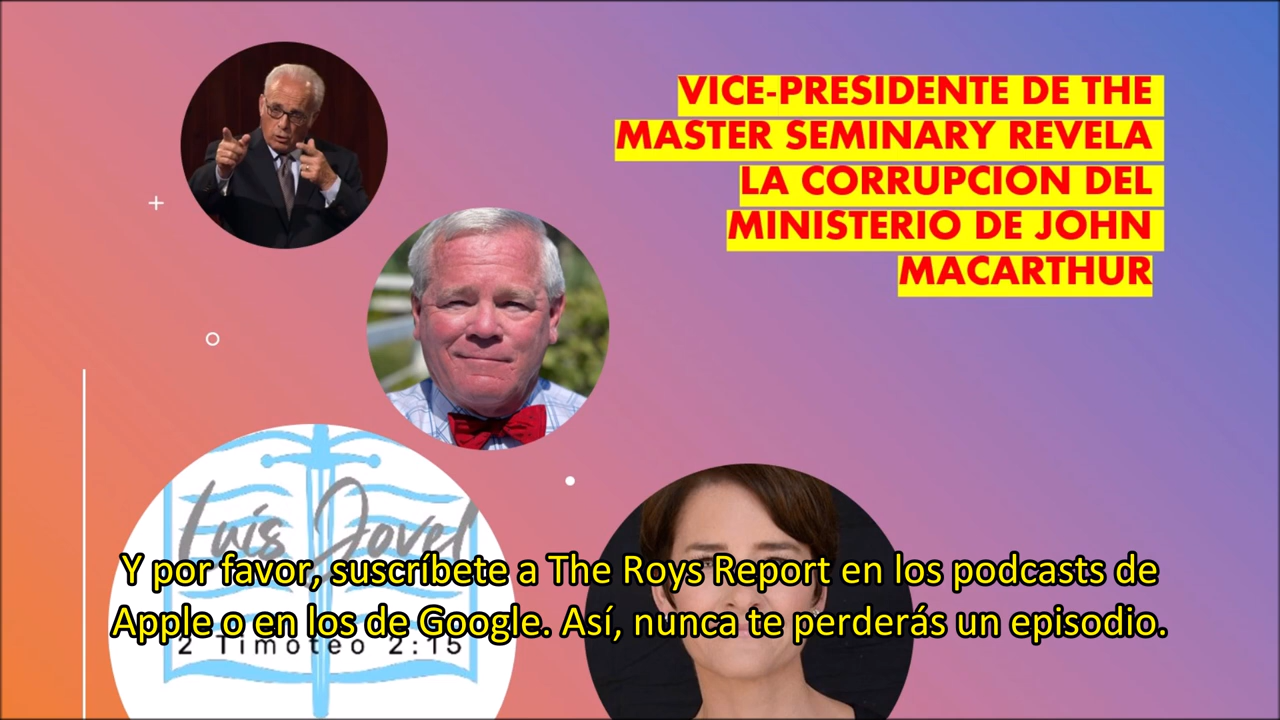 VICE-PRESIDENTE DE THE
MASTER SEMINARY REVELA
LA CORRUPCION DEL
MINISTERIO DE JOHN
MACARTHUR
Luis Jovel
Y por favor, suscríbete a The Roys Report en los podcasts de
Apple o en los de Google. Así, nunca te perderás un episodio.
2 Timoteo 2:15